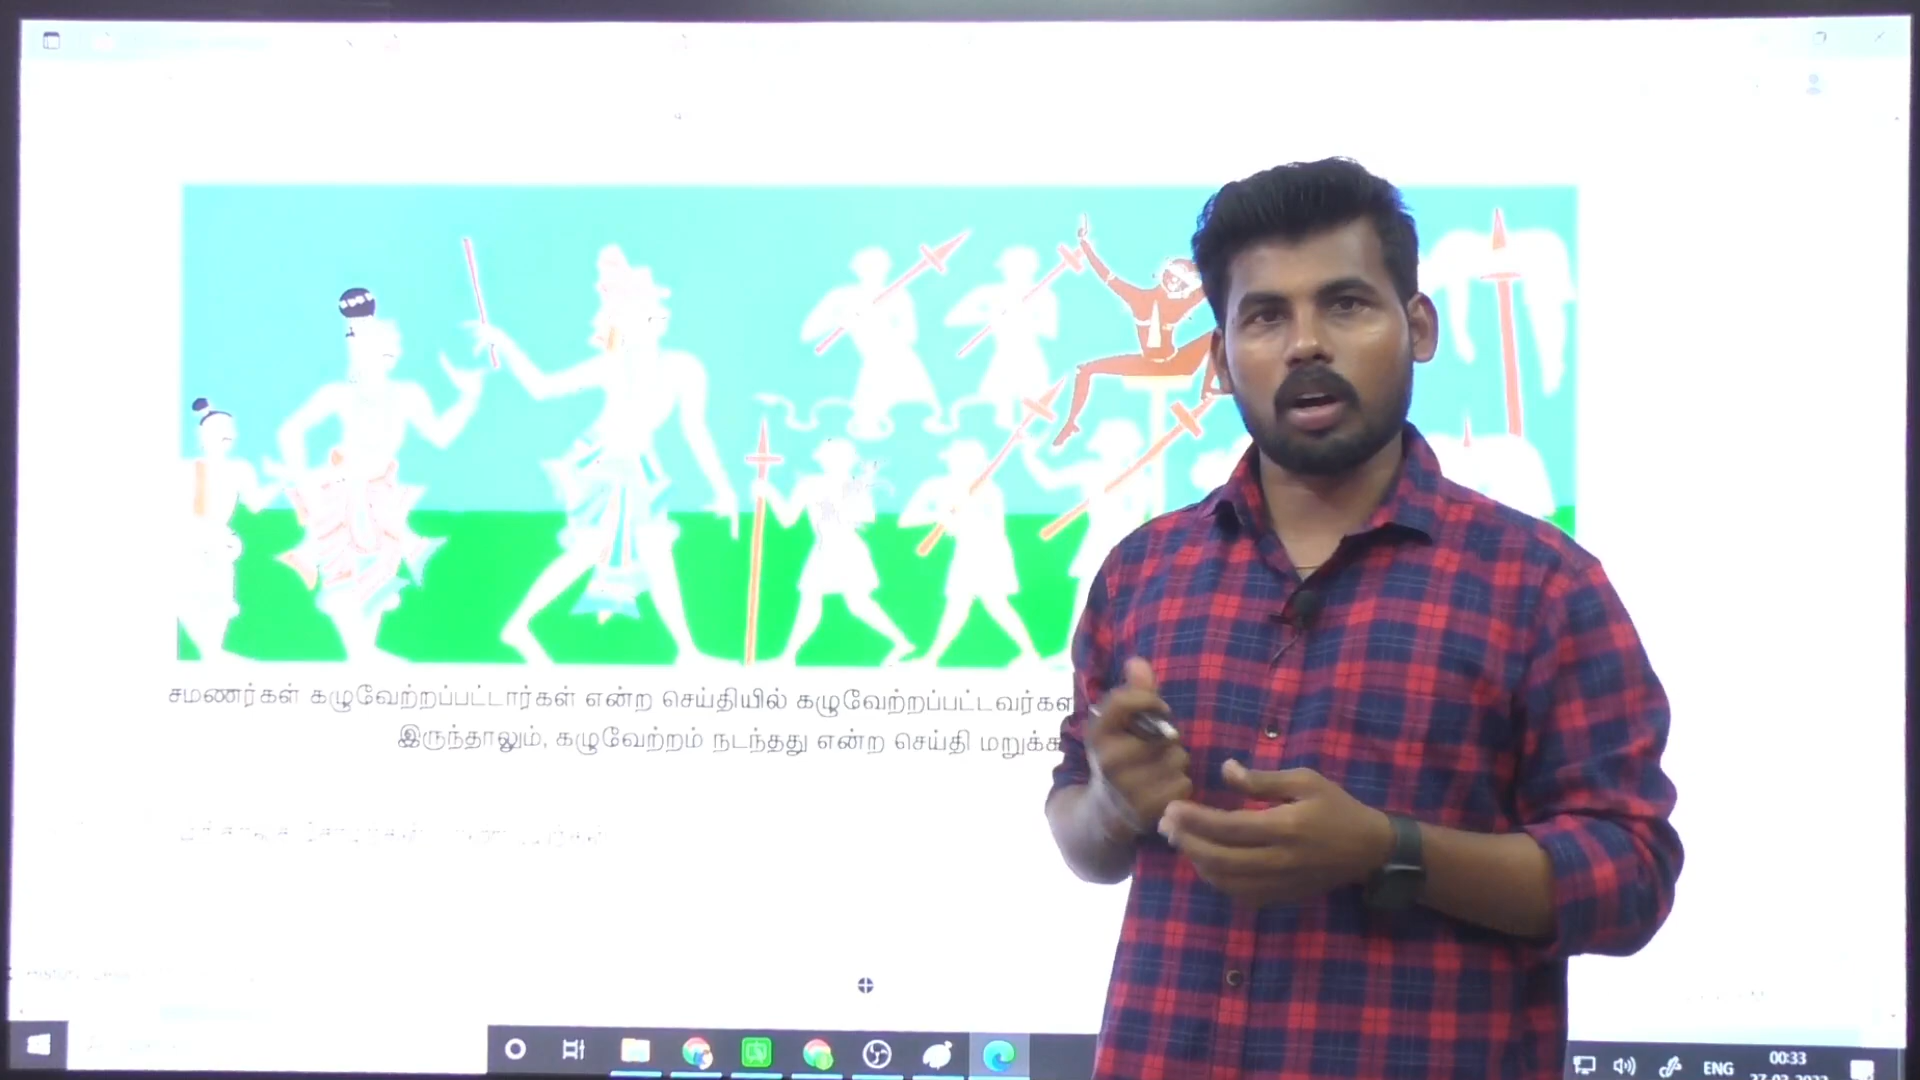 சமணர்கள் கழுவேற்றப்பட்டார்கள் என்ற செய்தியில் கழுவேற்றப்பட்டவர்கள
இருந்தாலும், கழுவேற்றம் நடந்தது என்ற செய்தி மறுக்க
ENG
00:33